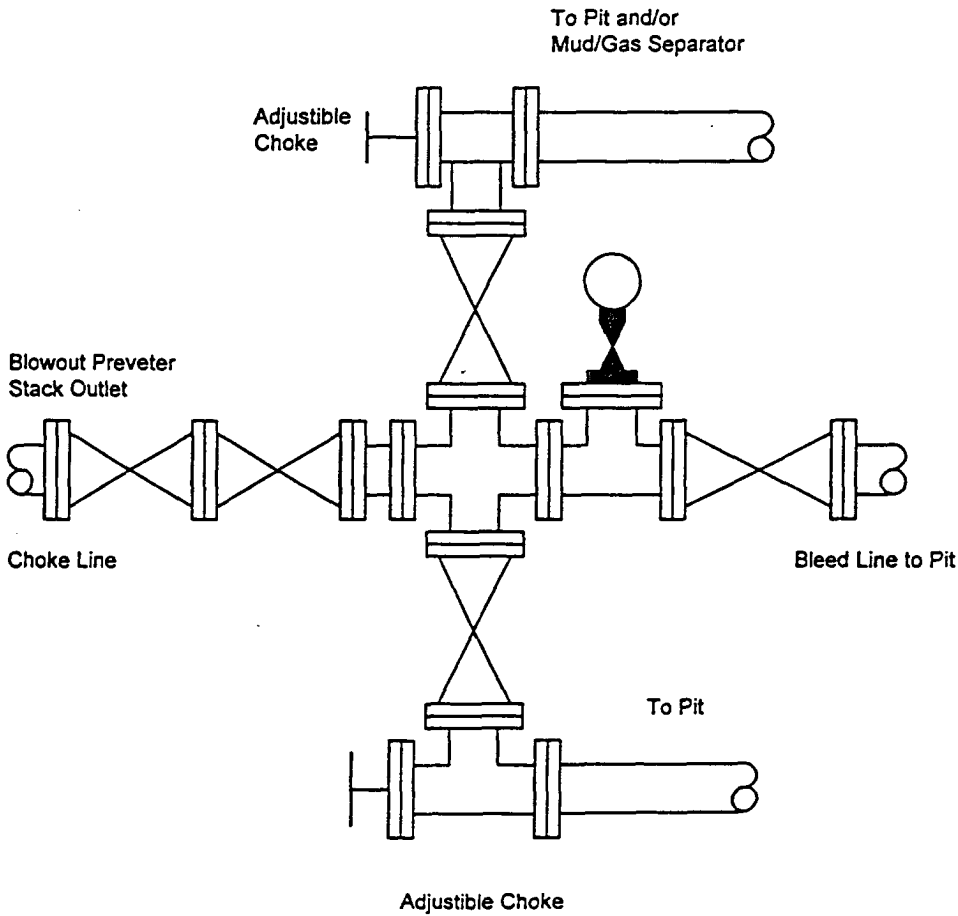 To Pit and/or
Mud/Gas Separator
Adjustible
Choke
Blowout Preveter
Stack Outlet
Choke Line
Bleed Line to Pit
To Pit
Adjustible Choke